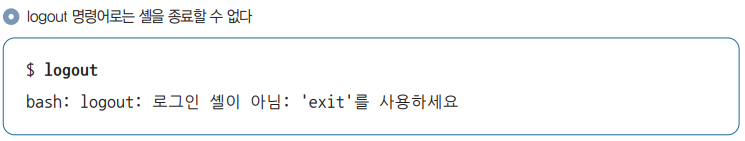 logout 명령어로는 셸을 종료할 수 없다
$ logout
bash: logout: 로그인 셸이 아님: 'exit'를 사용하세요